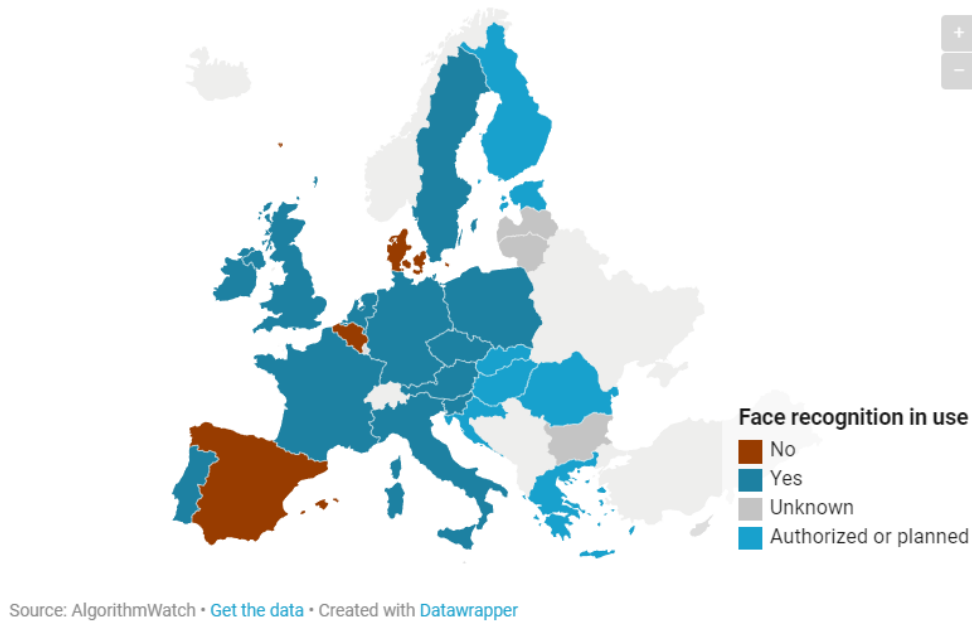 +
−
Face recognition in use
No
Yes
Unknown
Authorized or planned
Source: AlgorithmWatch • Get the data • Created with Datawrapper